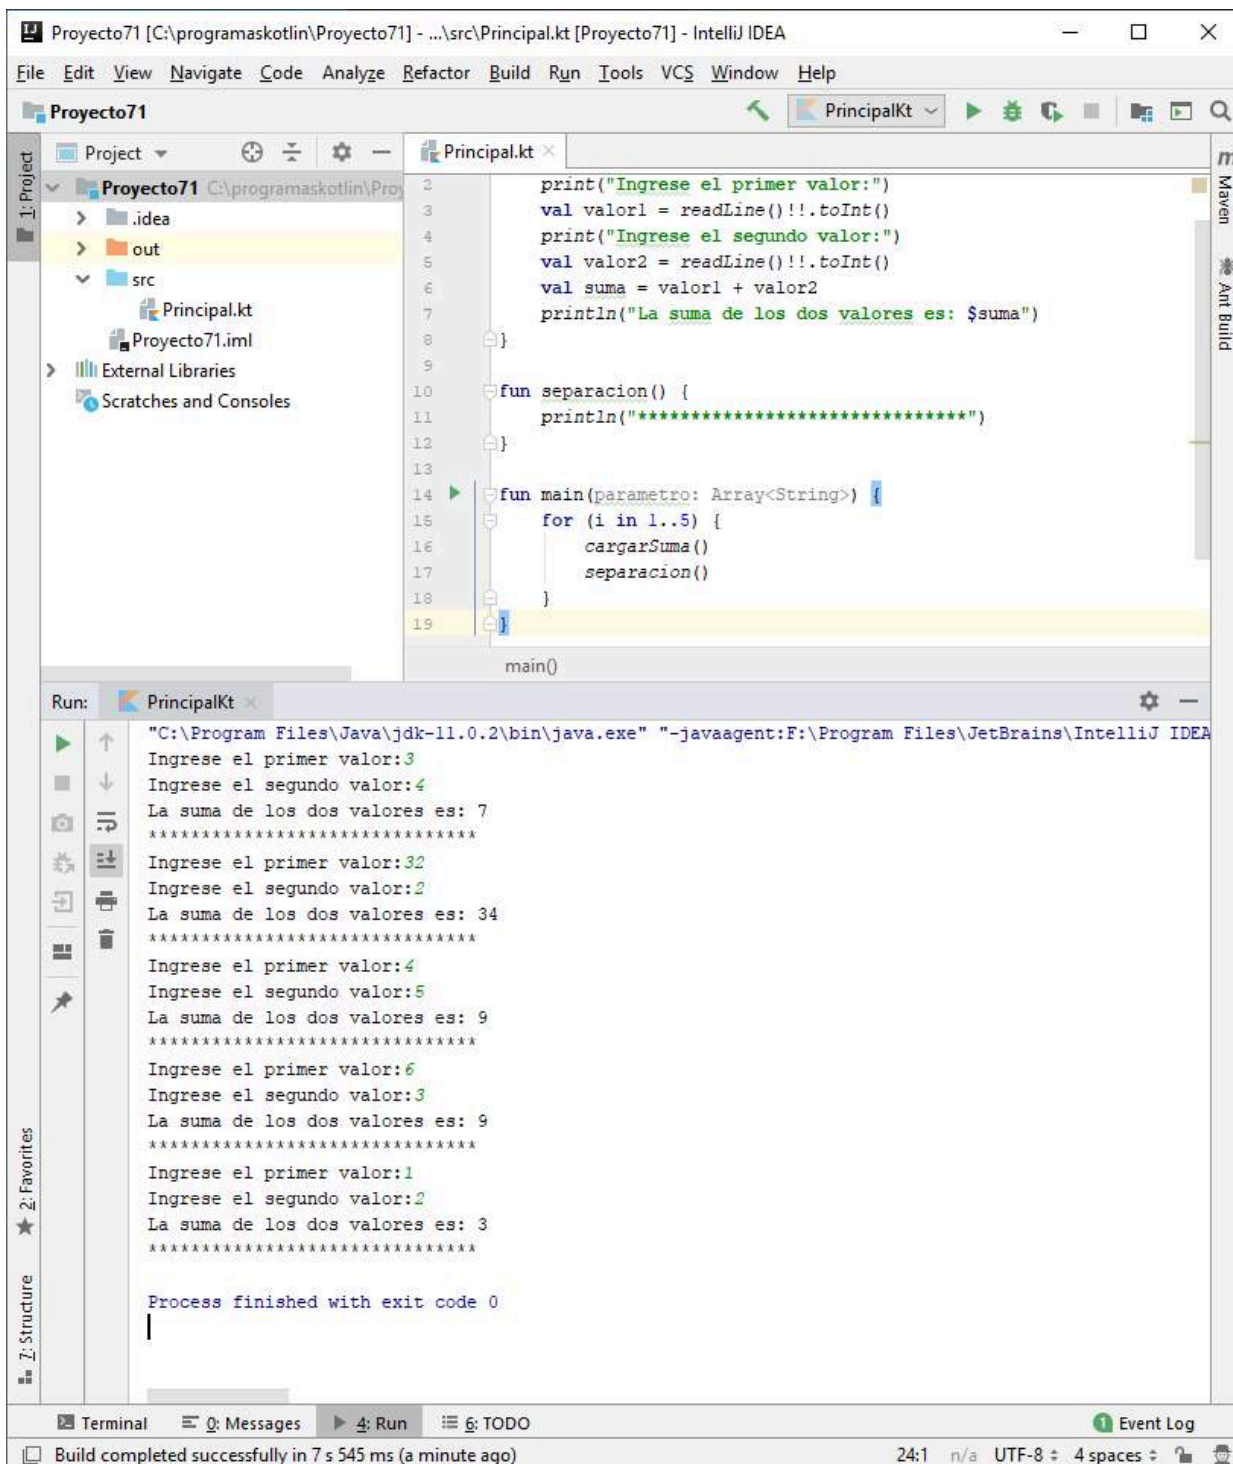 Proyecto71 [C:\programaskotlin\Proyecto71] - ...\src\Principal.kt [Proyecto71] - IntelliJ IDEA
File Edit View Navigate Code Analyze Refactor Build Run Tools VCS Window Help
Proyecto71
PrincipalKt
1: Project
Project
Principal.kt
Proyecto71 C:\programaskotlin\Proy
.idea
out
src
Principal.kt
Proyecto71.iml
External Libraries
Scratches and Consoles
2 print("Ingrese el primer valor:")
3 val valor1 = readLine()!!.toInt()
4 print("Ingrese el segundo valor:")
5 val valor2 = readLine()!!.toInt()
6 val suma = valor1 + valor2
7 println("La suma de los dos valores es: $suma")
8 }
9
10 fun separacion() {
11 println("*******************************")
12 }
13
14 fun main(parametro: Array<String>) {
15 for (i in 1..5) {
16 cargarSuma()
17 separacion()
18 }
19 }
main()
m Maven
Ant Build
Run: PrincipalKt
"C:\Program Files\Java\jdk-11.0.2\bin\java.exe" "-javaagent:F:\Program Files\JetBrains\IntelliJ IDEA
Ingrese el primer valor:3
Ingrese el segundo valor:4
La suma de los dos valores es: 7
*******************************
Ingrese el primer valor:32
Ingrese el segundo valor:2
La suma de los dos valores es: 34
*******************************
Ingrese el primer valor:4
Ingrese el segundo valor:5
La suma de los dos valores es: 9
*******************************
Ingrese el primer valor:6
Ingrese el segundo valor:3
La suma de los dos valores es: 9
*******************************
Ingrese el primer valor:1
Ingrese el segundo valor:2
La suma de los dos valores es: 3
*******************************
Process finished with exit code 0
2: Favorites
7: Structure
Terminal 0: Messages 4: Run 6: TODO 1 Event Log
Build completed successfully in 7 s 545 ms (a minute ago) 24:1 n/a UTF-8 4 spaces